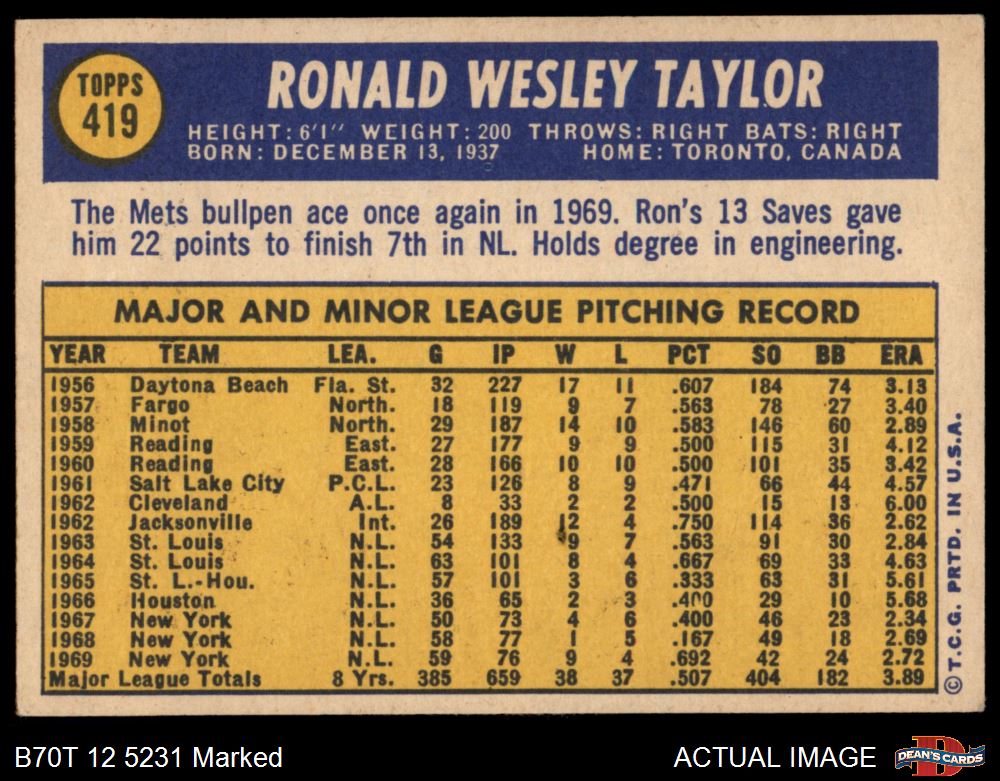 TOPPS
419
RONALD WESLEY TAYLOR
HEIGHT: 6'1" WEIGHT: 200 THROWS: RIGHT BATS: RIGHT
BORN: DECEMBER 13, 1937 HOME: TORONTO, CANADA
The Mets bullpen ace once again in 1969. Ron's 13 Saves gave
him 22 points to finish 7th in NL. Holds degree in engineering.
MAJOR AND MINOR LEAGUE PITCHING RECORD
YEAR TEAM LEA. G IP W L PCT SO BB ERA
1956 Daytona Beach Fla. St. 32 227 17 11 .607 184 74 3.13
1957 Fargo North. 18 119 9 7 .563 78 27 3.40
1958 Minot North. 29 187 14 10 .583 146 60 2.89
1959 Reading East. 27 177 9 9 .500 115 31 4.12
1960 Reading East. 28 166 10 10 .500 101 35 3.42
1961 Salt Lake City P.C.L. 23 126 8 9 .471 66 44 4.57
1962 Cleveland A.L. 8 33 2 2 .500 15 13 6.00
1962 Jacksonville Int. 26 189 12 4 .750 114 36 2.62
1963 St. Louis N.L. 54 133 9 7 .563 91 30 2.84
1964 St. Louis N.L. 63 101 8 4 .667 69 33 4.63
1965 St. L.-Hou. N.L. 57 101 3 6 .333 63 31 5.61
1966 Houston N.L. 36 65 2 3 .400 29 10 5.68
1967 New York N.L. 50 73 4 6 .400 46 23 2.34
1968 New York N.L. 58 77 1 5 .167 49 18 2.69
1969 New York N.L. 59 76 9 4 .692 42 24 2.72
Major League Totals 8 Yrs. 385 659 38 37 .507 404 182 3.89
© T.C.G. PRTD. IN U.S.A.
B70T 12 5231 Marked
ACTUAL IMAGE
D
DEAN'S CARDS